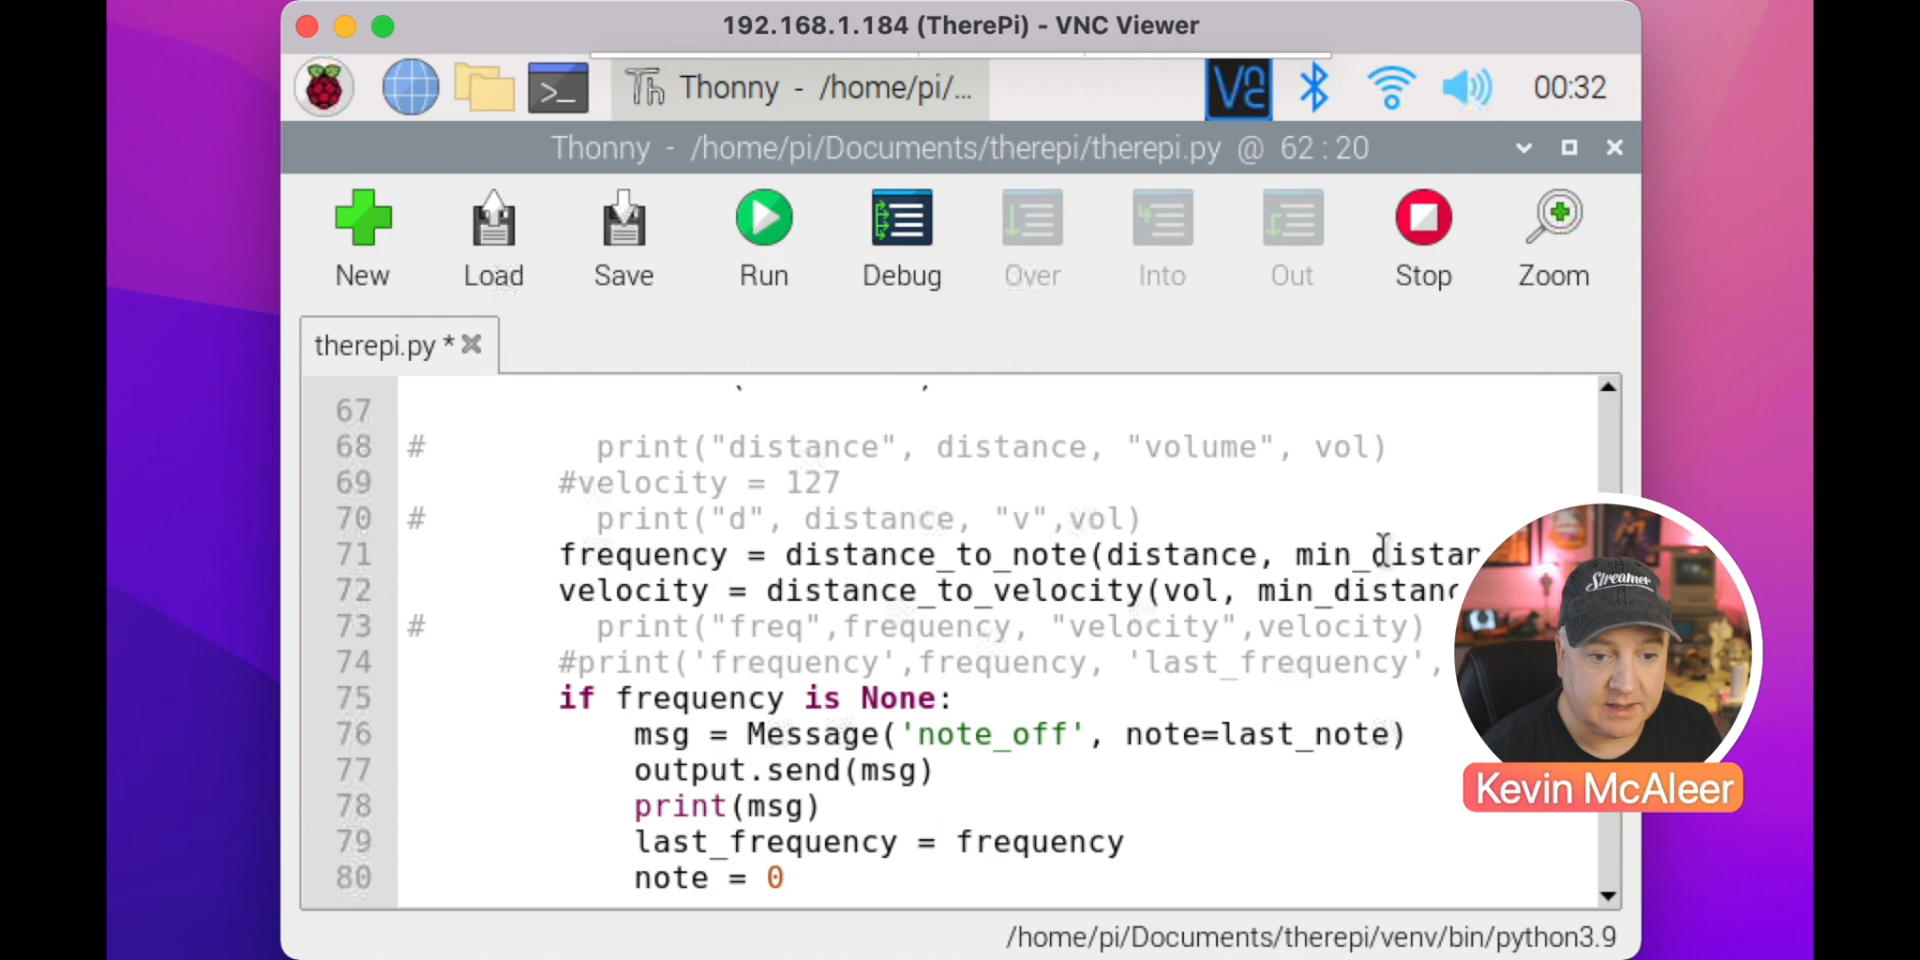 192.168.1.184 (TherePi) - VNC Viewer
Thonny - /home/pi/...
00:32
Thonny - /home/pi/Documents/therepi/therepi.py @ 62 : 20
New
Load
Save
Run
Debug
Over
Into
Out
Stop
Zoom
therepi.py *
67
68 # print("distance", distance, "volume", vol)
69 #velocity = 127
70 # print("d", distance, "v",vol)
71 frequency = distance_to_note(distance, min_distan
72 velocity = distance_to_velocity(vol, min_distanc
73 # print("freq",frequency, "velocity",velocity)
74 #print('frequency',frequency, 'last_frequency',
75 if frequency is None:
76 msg = Message('note_off', note=last_note)
77 output.send(msg)
78 print(msg)
79 last_frequency = frequency
80 note = 0
Streamer
Kevin McAleer
/home/pi/Documents/therepi/venv/bin/python3.9